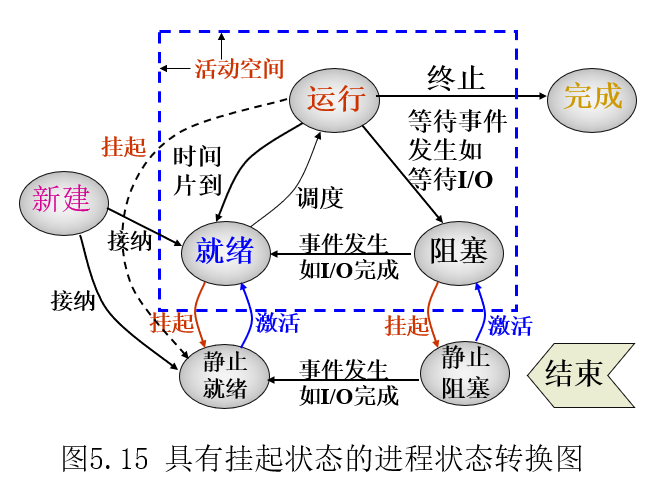 活动空间
运行
终止
完成
挂起
时间
片到
等待事件
发生如
等待I/O
新建
调度
接纳
就绪
事件发生
如I/O完成
阻塞
接纳
挂起
激活
挂起
激活
静止
就绪
事件发生
如I/O完成
静止
阻塞
结束
图5.15 具有挂起状态的进程状态转换图